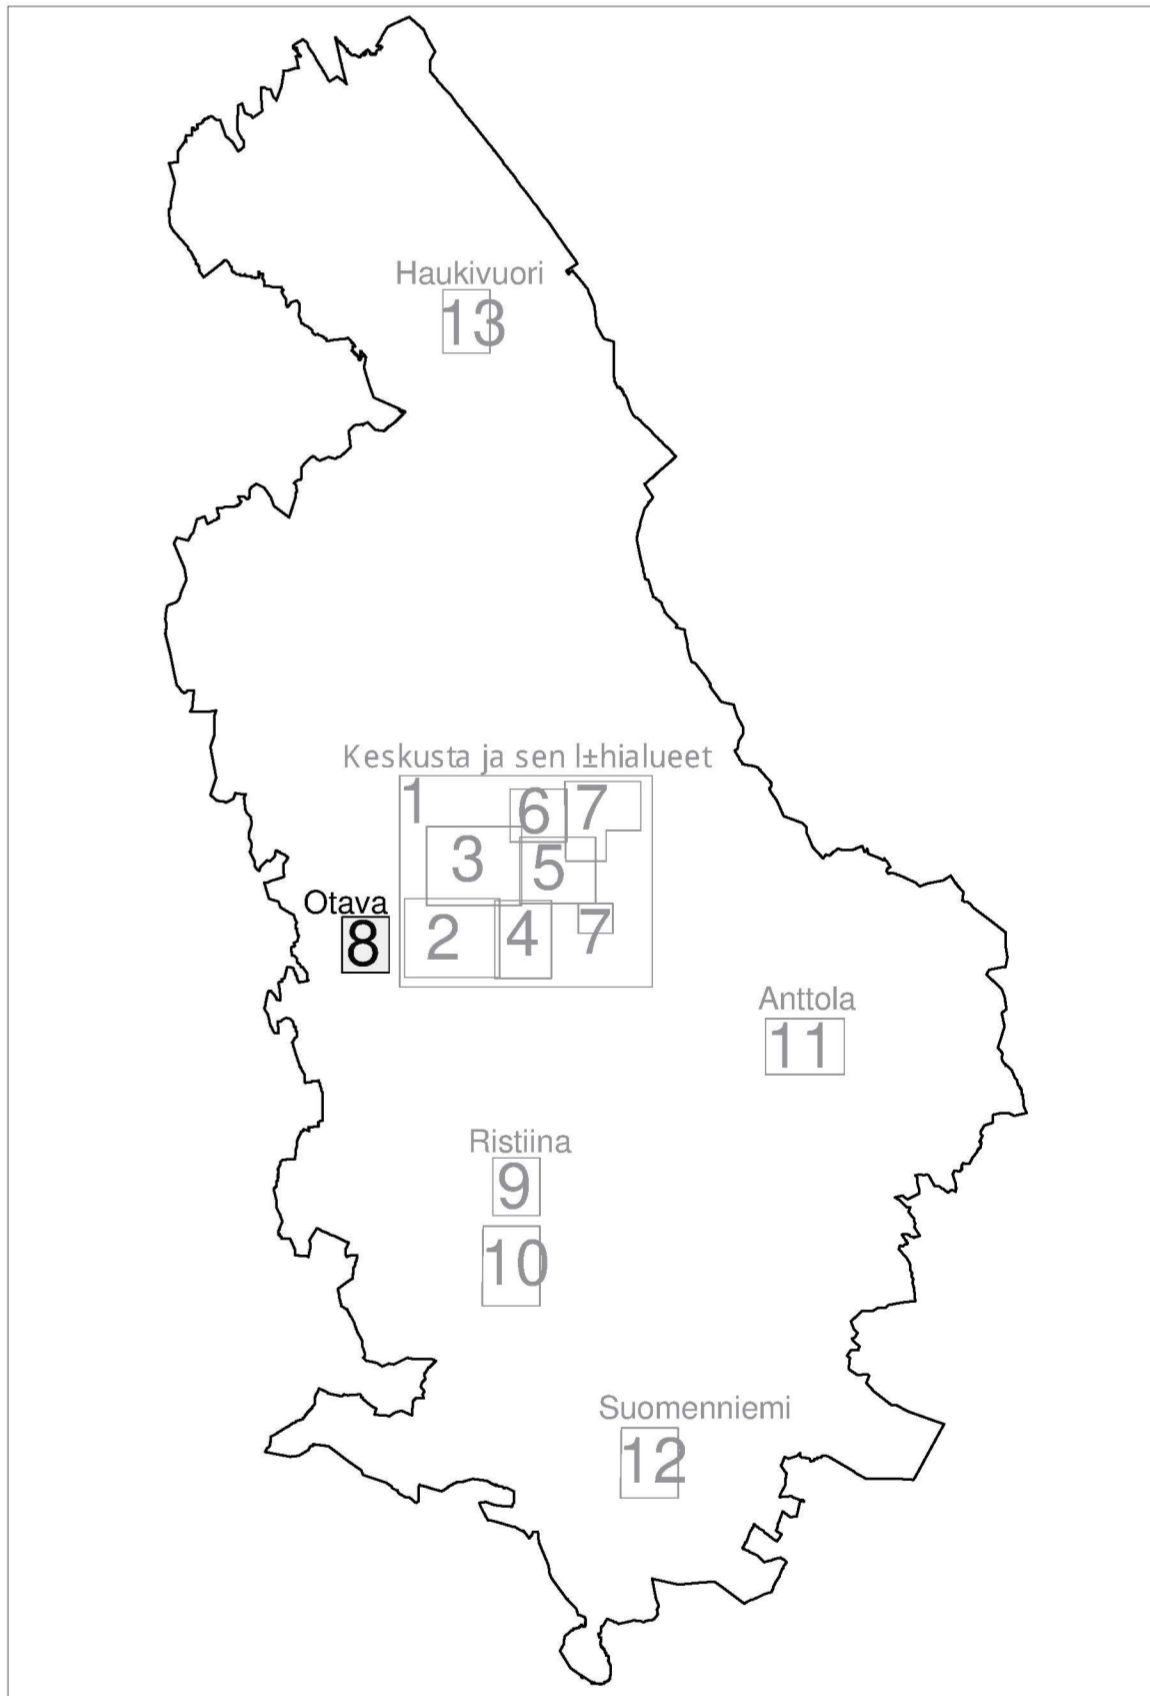 Haukivuori
13
Keskusta ja sen l±hialueet
1
6
7
3
5
Otava
8
2
4
7
Anttola
11
Ristiina
9
10
Suomenniemi
12